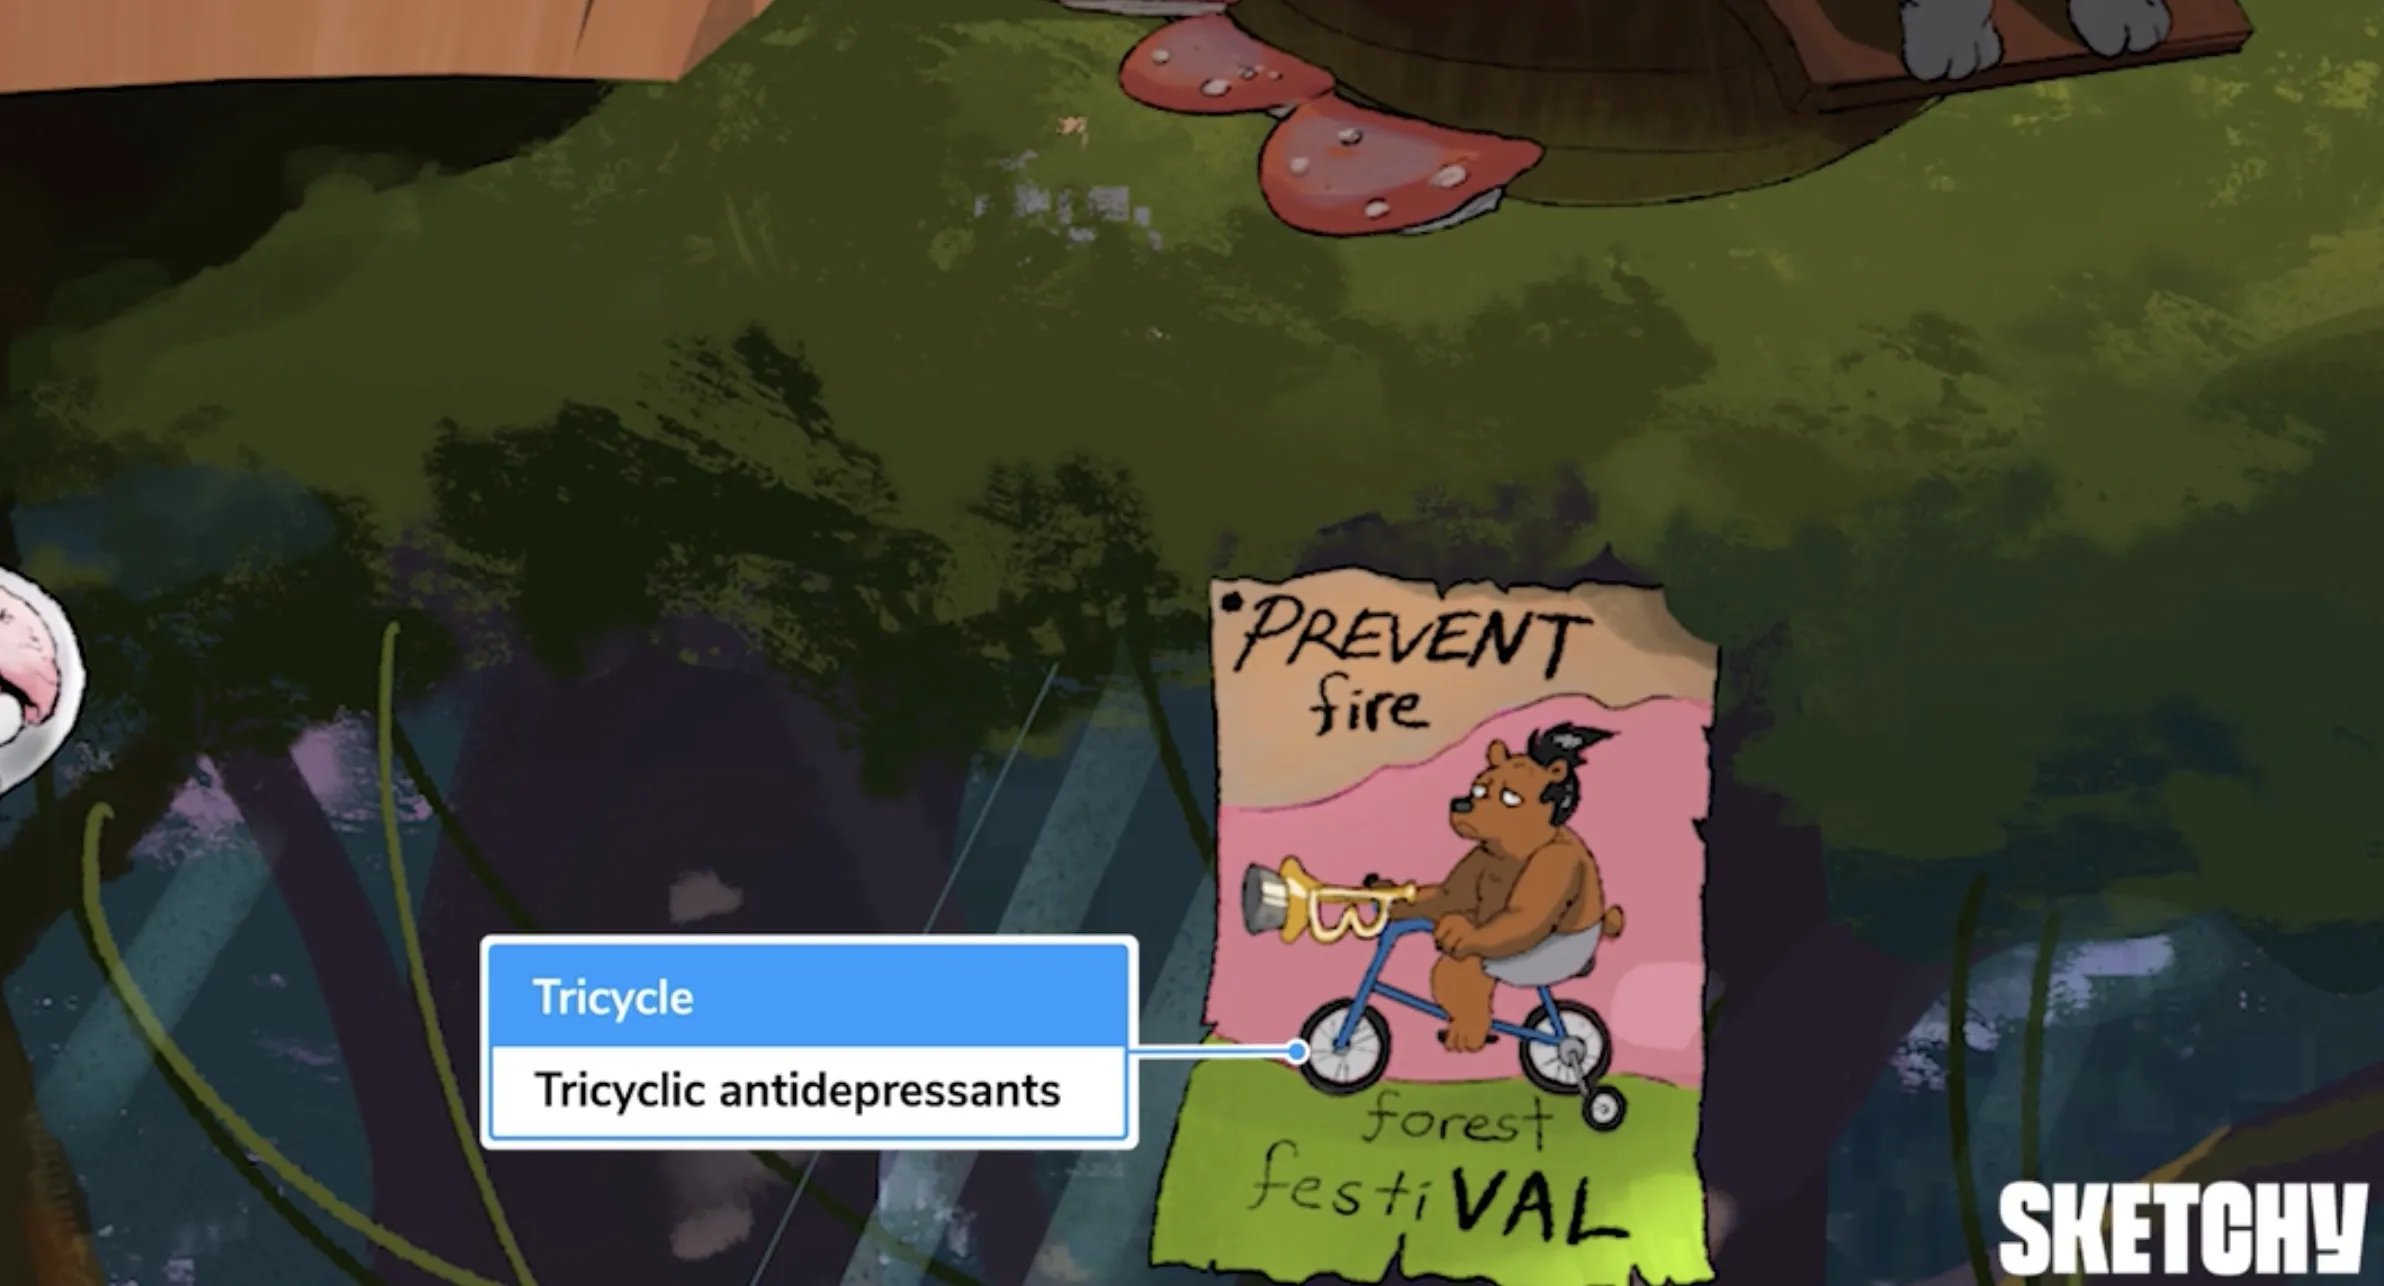 PREVENT
fire
Tricycle
Tricyclic antidepressants
forest
festiVAL
SKETCHY